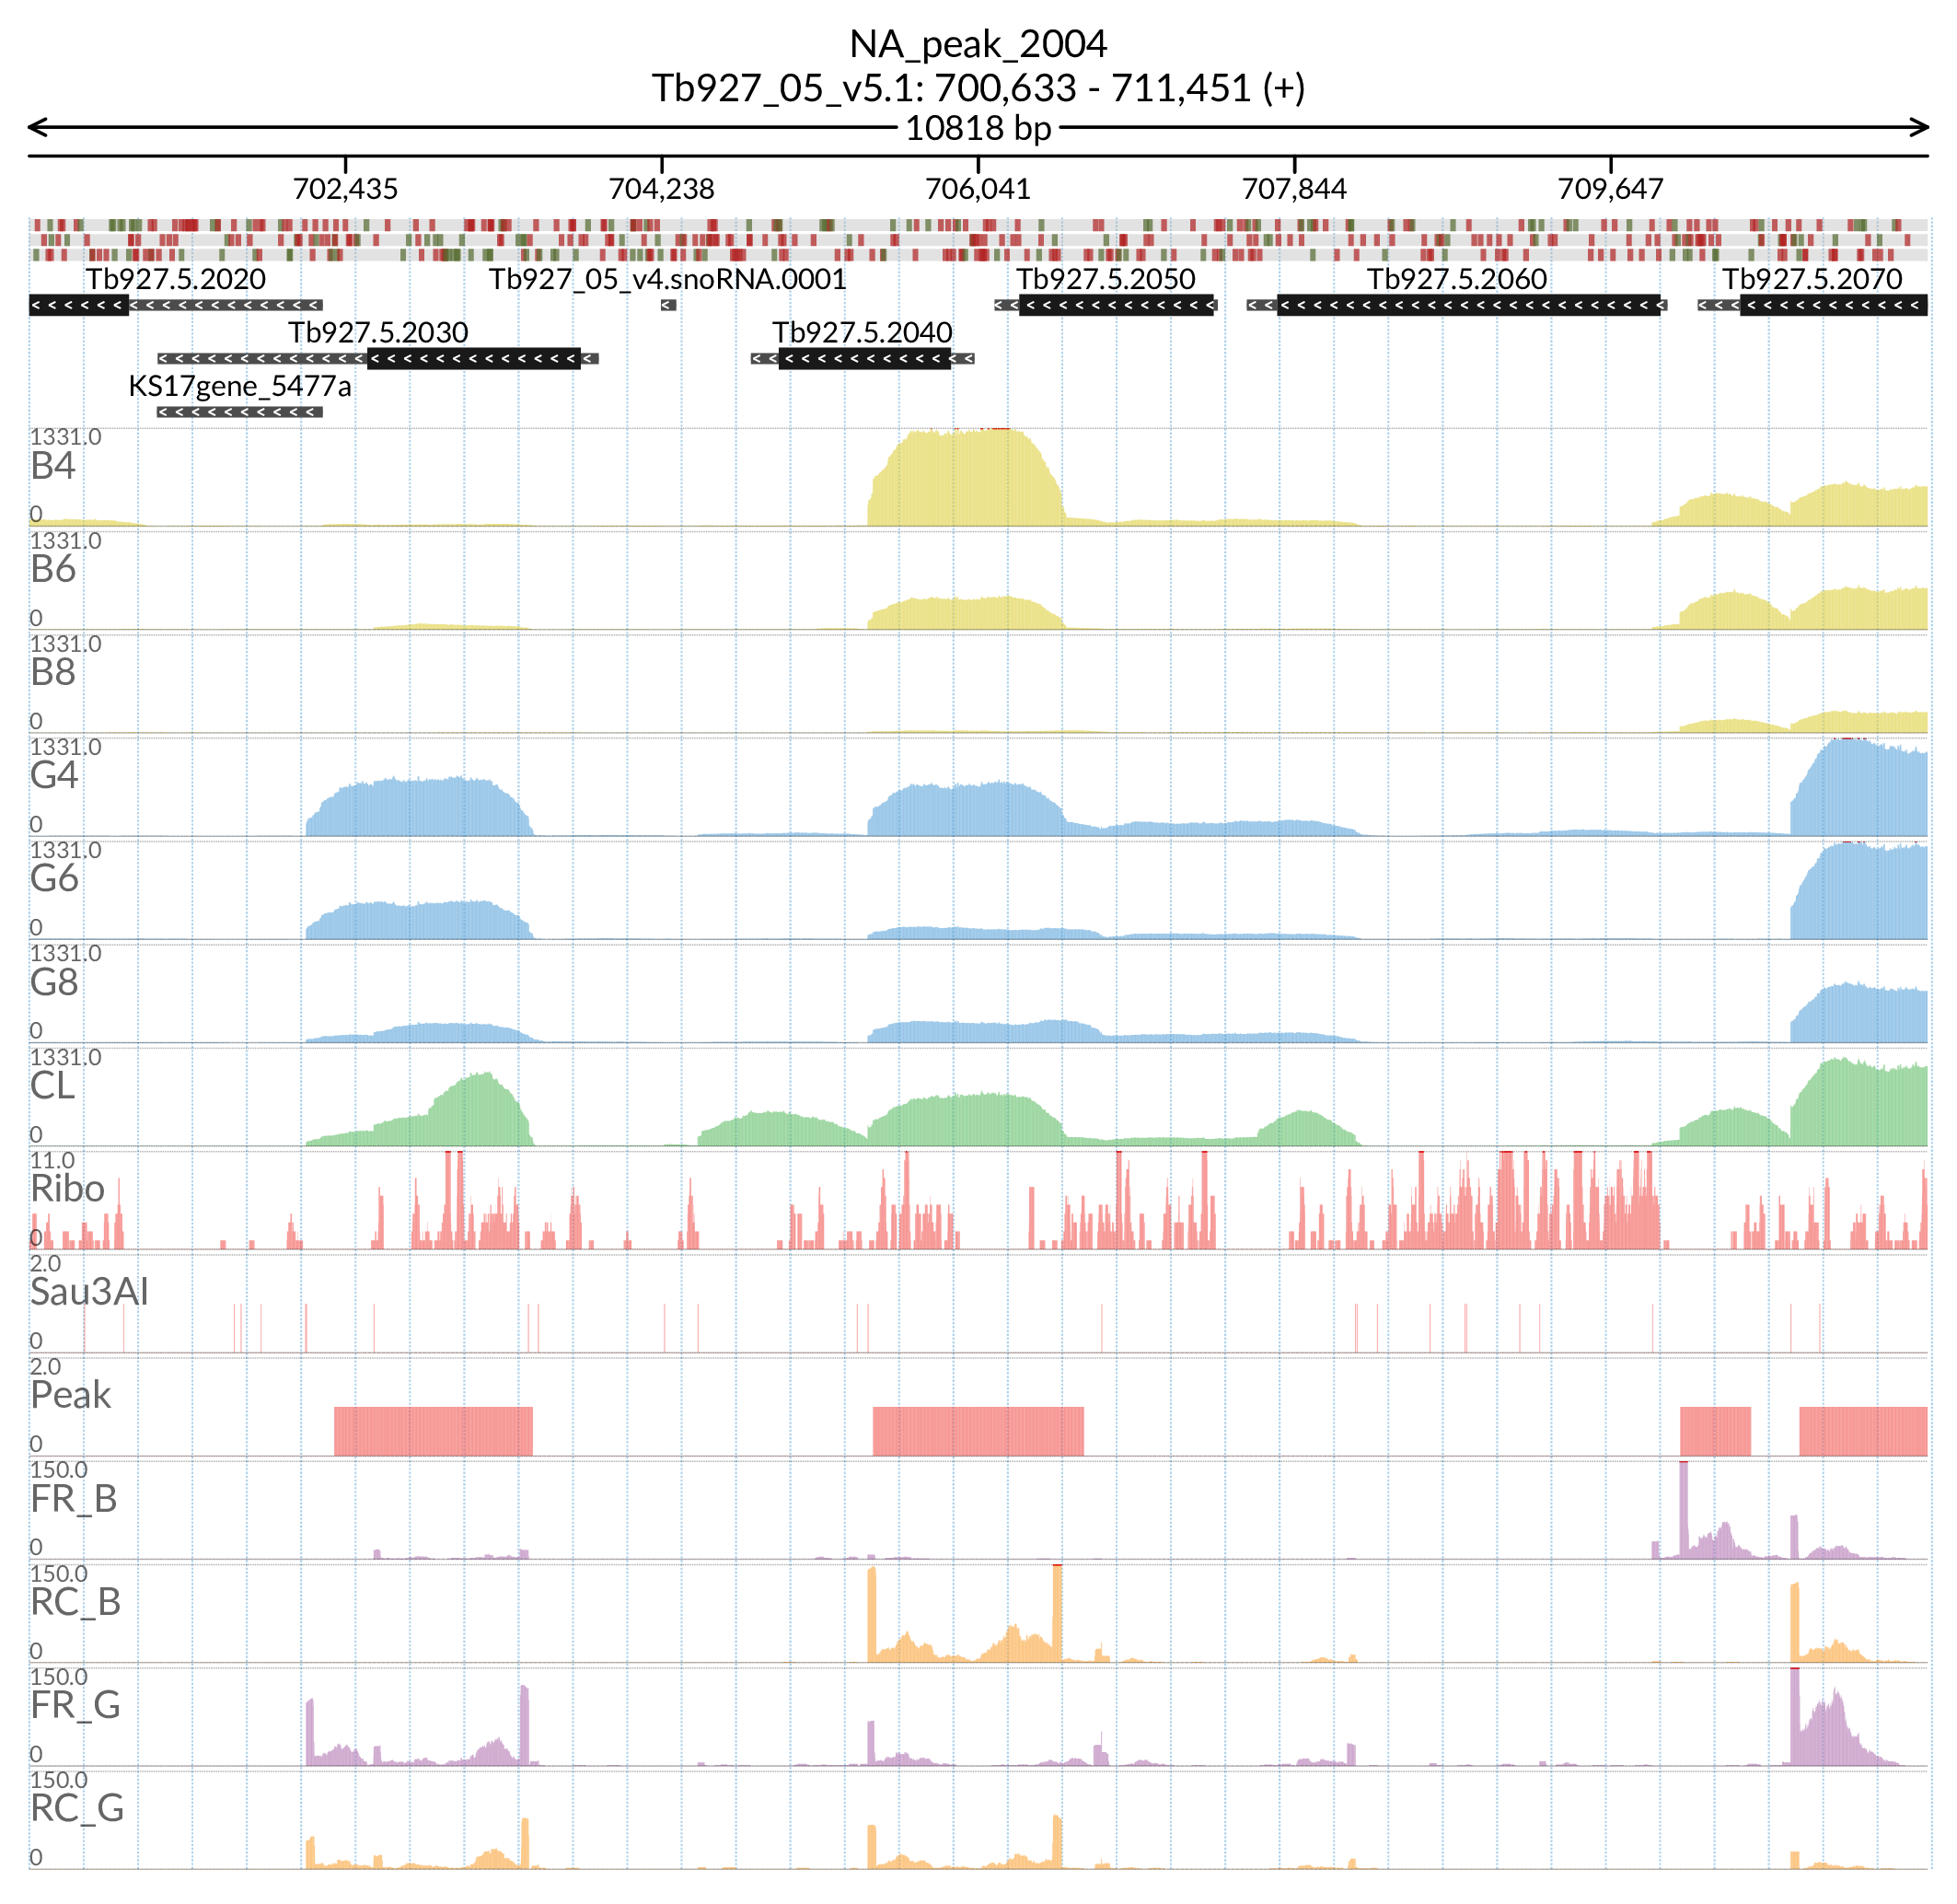 NA_peak_2004
Tb927_05_v5.1: 700,633 - 711,451 (+)
10818 bp
702,435 704,238 706,041 707,844 709,647
Tb927.5.2020 Tb927_05_v4.snoRNA.0001 Tb927.5.2050 Tb927.5.2060 Tb927.5.2070
Tb927.5.2030 Tb927.5.2040
KS17gene_5477a
1331.0
B4
0
1331.0
B6
0
1331.0
B8
0
1331.0
G4
0
1331.0
G6
0
1331.0
G8
0
1331.0
CL
0
11.0
Ribo
0
2.0
Sau3AI
0
2.0
Peak
0
150.0
FR_B
0
150.0
RC_B
0
150.0
FR_G
0
150.0
RC_G
0